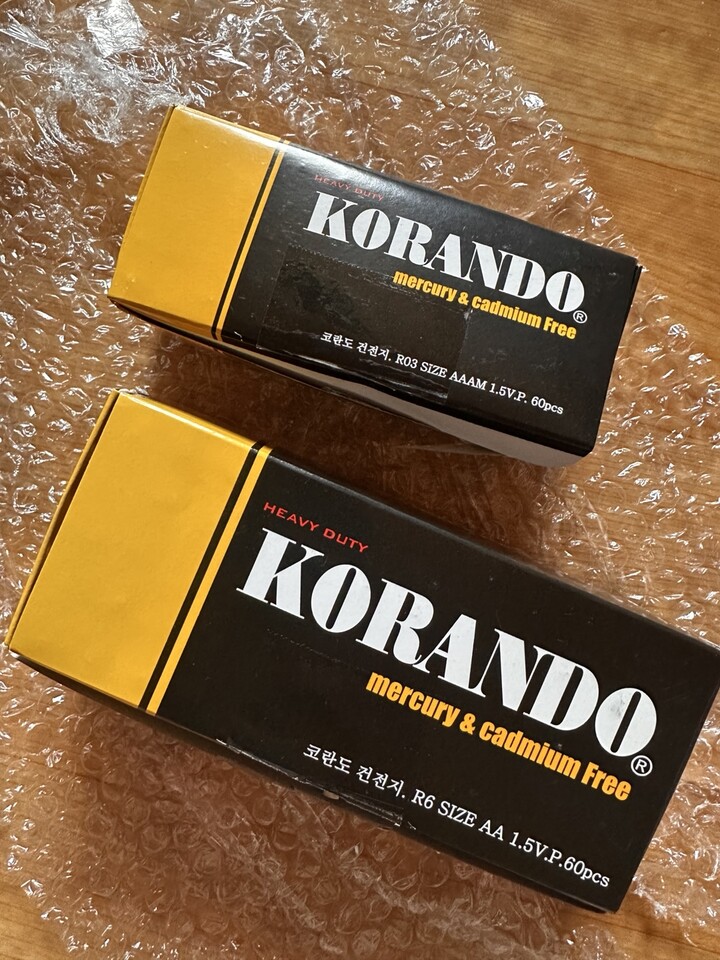 HEAVY DUTY
KORANDO®
mercury & cadmium Free
코란도 건전지. R03 SIZE AAAM 1.5V.P. 60pcs
HEAVY DUTY
KORANDO®
mercury & cadmium Free
코란도 건전지. R6 SIZE AA 1.5V.P.60pcs